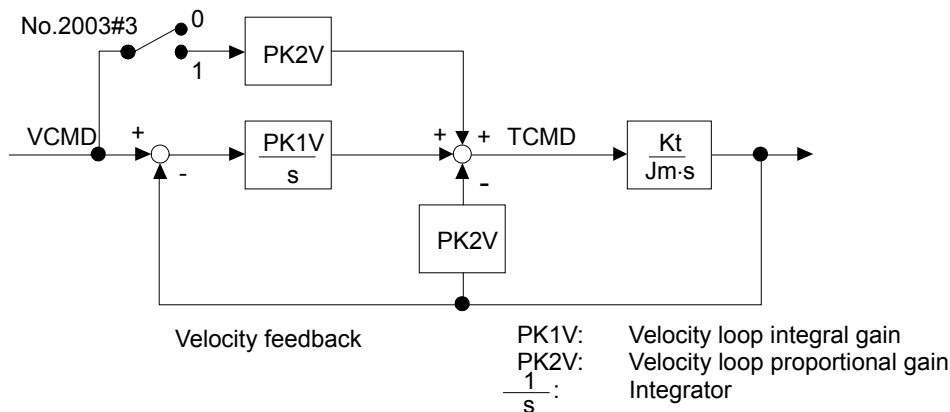 No.2003#3
0
1
PK2V
VCMD
+
-
PK1V
s
+
+
-
TCMD
Kt
Jm·s
PK2V
Velocity feedback
PK1V: Velocity loop integral gain
PK2V: Velocity loop proportional gain
1
s : Integrator